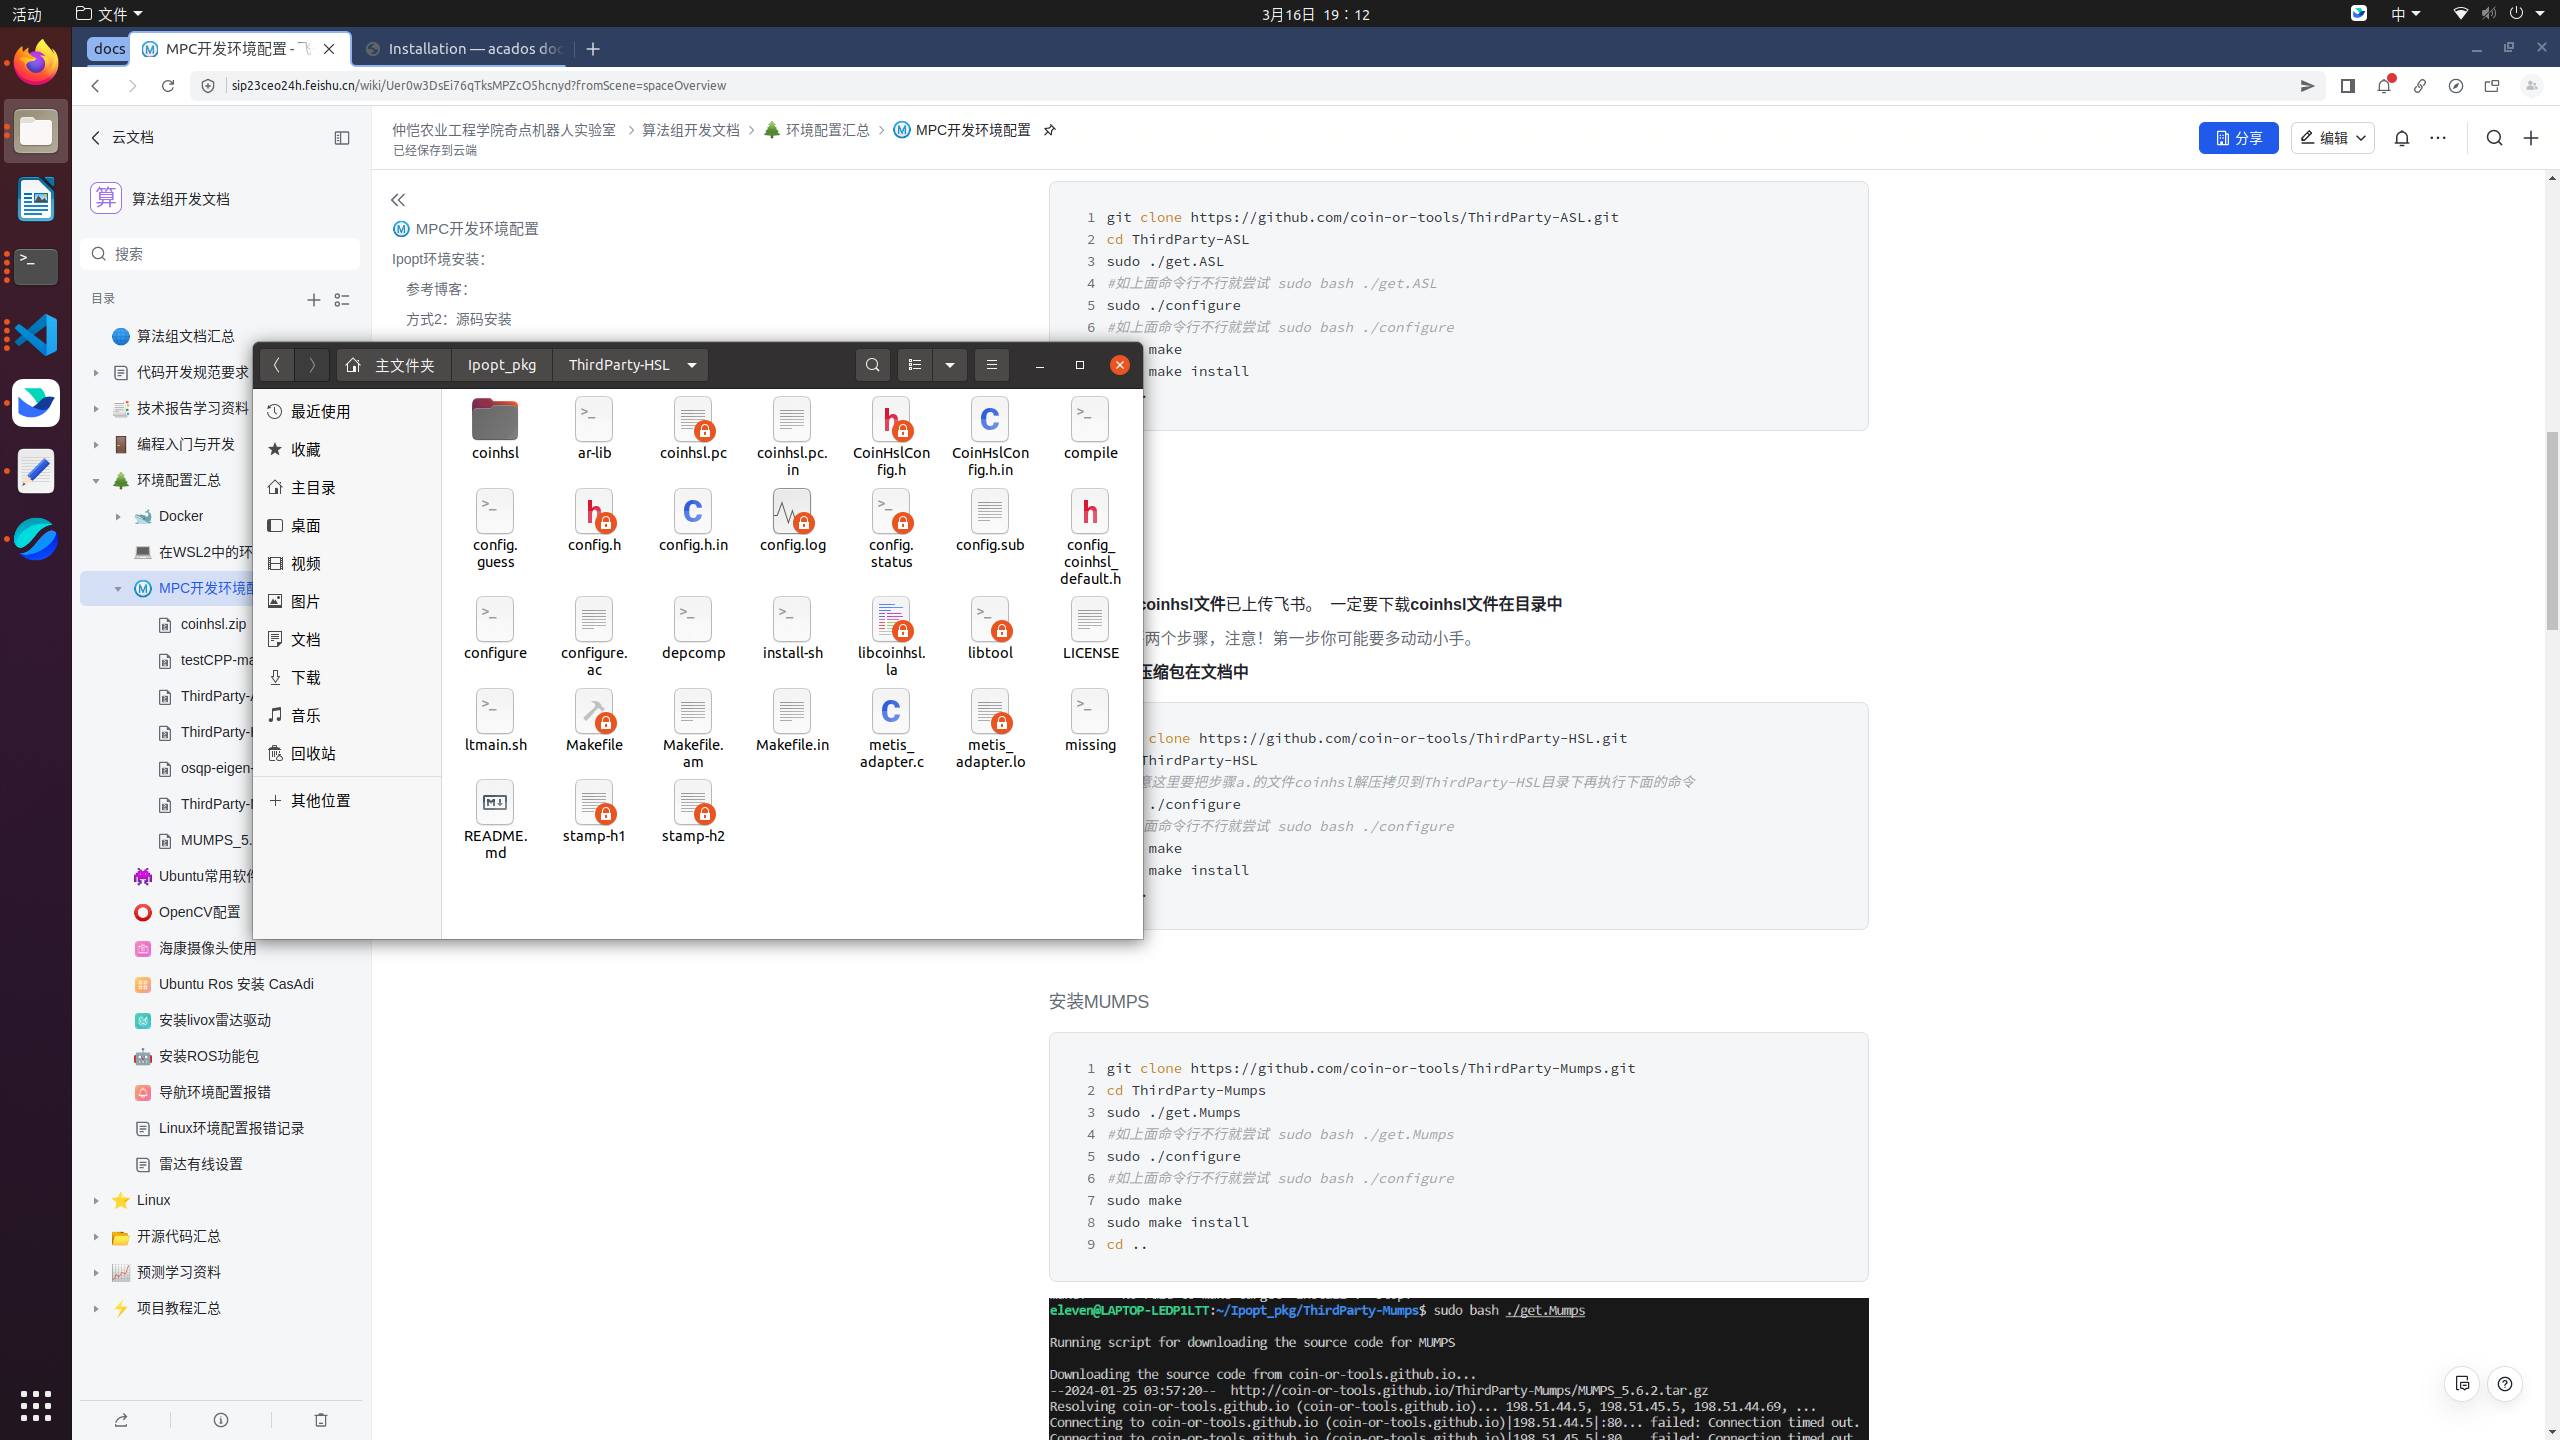 活动
文件
3月16日 19：12
中
docs
MPC开发环境配置 - 飞
Installation — acados doc
sip23ceo24h.feishu.cn/wiki/Uer0w3DsEi76qTksMPZcO5hcnyd?fromScene=spaceOverview
云文档
算 算法组开发文档
搜索
目录
算法组文档汇总
代码开发规范要求
技术报告学习资料
编程入门与开发
环境配置汇总
Docker
在WSL2中的环
MPC开发环境配
coinhsl.zip
testCPP-ma
ThirdParty-
ThirdParty-
osqp-eigen-
ThirdParty-
MUMPS_5.
Ubuntu常用软件
OpenCV配置
海康摄像头使用
Ubuntu Ros 安装 CasAdi
安装livox雷达驱动
安装ROS功能包
导航环境配置报错
Linux环境配置报错记录
雷达有线设置
Linux
开源代码汇总
预测学习资料
项目教程汇总
仲恺农业工程学院奇点机器人实验室 > 算法组开发文档 > 环境配置汇总 > MPC开发环境配置
已经保存到云端
分享
编辑
MPC开发环境配置
Ipopt环境安装：
参考博客：
方式2：源码安装
主文件夹
Ipopt_pkg
ThirdParty-HSL
最近使用
收藏
主目录
桌面
视频
图片
文档
下载
音乐
回收站
其他位置
coinhsl
ar-lib
coinhsl.pc
coinhsl.pc.
in
CoinHslCon
fig.h
CoinHslCon
fig.h.in
compile
config.
guess
config.h
config.h.in
config.log
config.
status
config.sub
config_
coinhsl_
default.h
configure
configure.
ac
depcomp
install-sh
libcoinhsl.
la
libtool
LICENSE
ltmain.sh
Makefile
Makefile.
am
Makefile.in
metis_
adapter.c
metis_
adapter.lo
missing
README.
md
stamp-h1
stamp-h2
1 git clone https://github.com/coin-or-tools/ThirdParty-ASL.git
2 cd ThirdParty-ASL
3 sudo ./get.ASL
4 #如上面命令行不行就尝试 sudo bash ./get.ASL
5 sudo ./configure
6 #如上面命令行不行就尝试 sudo bash ./configure
make
make install
.
coinhsl文件已上传飞书。 一定要下载coinhsl文件在目录中
两个步骤，注意！第一步你可能要多动动小手。
压缩包在文档中
clone https://github.com/coin-or-tools/ThirdParty-HSL.git
ThirdParty-HSL
意这里要把步骤a.的文件coinhsl解压拷贝到ThirdParty-HSL目录下再执行下面的命令
./configure
面命令行不行就尝试 sudo bash ./configure
make
make install
.
安装MUMPS
1 git clone https://github.com/coin-or-tools/ThirdParty-Mumps.git
2 cd ThirdParty-Mumps
3 sudo ./get.Mumps
4 #如上面命令行不行就尝试 sudo bash ./get.Mumps
5 sudo ./configure
6 #如上面命令行不行就尝试 sudo bash ./configure
7 sudo make
8 sudo make install
9 cd ..
eleven@LAPTOP-LEDP1LTT:~/Ipopt_pkg/ThirdParty-Mumps$ sudo bash ./get.Mumps
Running script for downloading the source code for MUMPS
Downloading the source code from coin-or-tools.github.io...
--2024-01-25 03:57:20-- http://coin-or-tools.github.io/ThirdParty-Mumps/MUMPS_5.6.2.tar.gz
Resolving coin-or-tools.github.io (coin-or-tools.github.io)... 198.51.44.5, 198.51.45.5, 198.51.44.69, ...
Connecting to coin-or-tools.github.io (coin-or-tools.github.io)|198.51.44.5|:80... failed: Connection timed out.
Connecting to coin-or-tools.github.io (coin-or-tools.github.io)|198.51.45.5|:80... failed: Connection timed out.